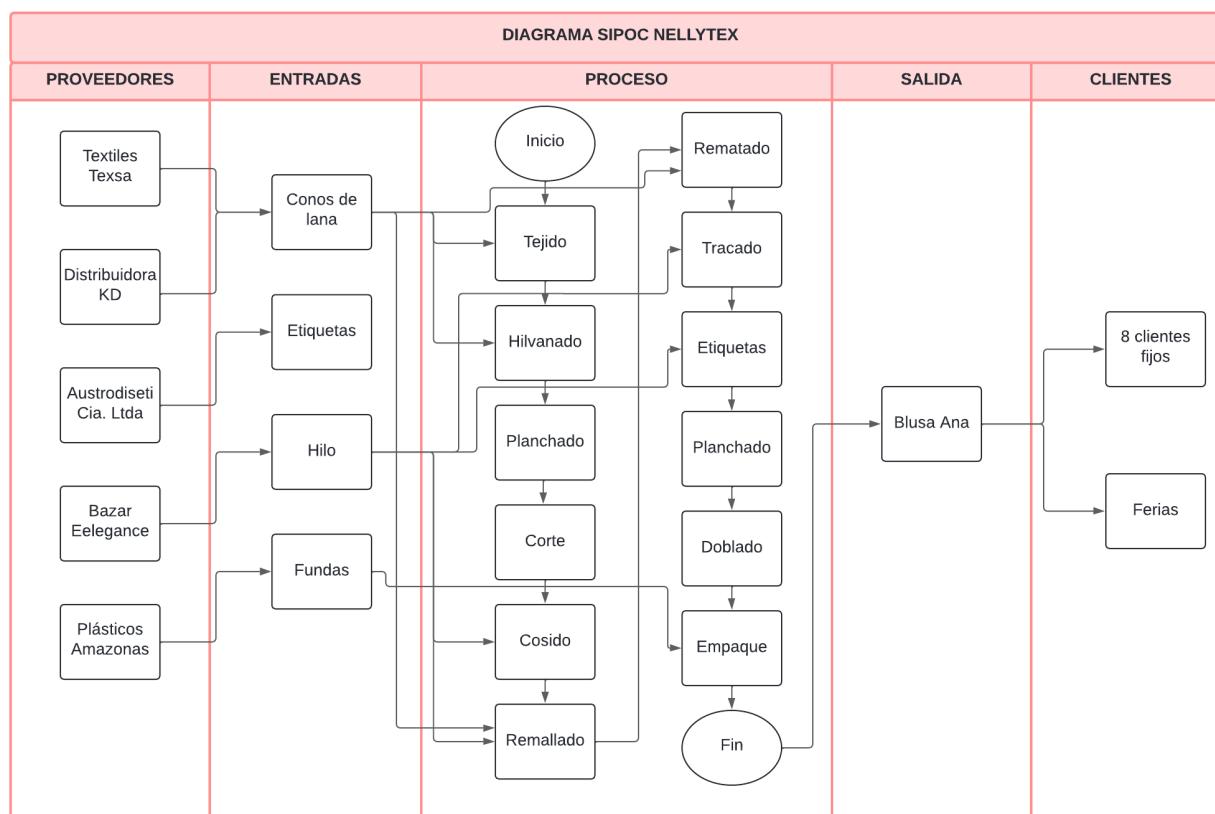 DIAGRAMA SIPOC NELLYTEX
PROVEEDORES
ENTRADAS
PROCESO
SALIDA
CLIENTES
Textiles
Texsa
Distribuidora
KD
Austrodiseti
Cia. Ltda
Bazar
Eelegance
Plásticos
Amazonas
Conos de
lana
Etiquetas
Hilo
Fundas
Inicio
Tejido
Hilvanado
Planchado
Corte
Cosido
Remallado
Rematado
Tracado
Etiquetas
Planchado
Doblado
Empaque
Fin
Blusa Ana
8 clientes
fijos
Ferias